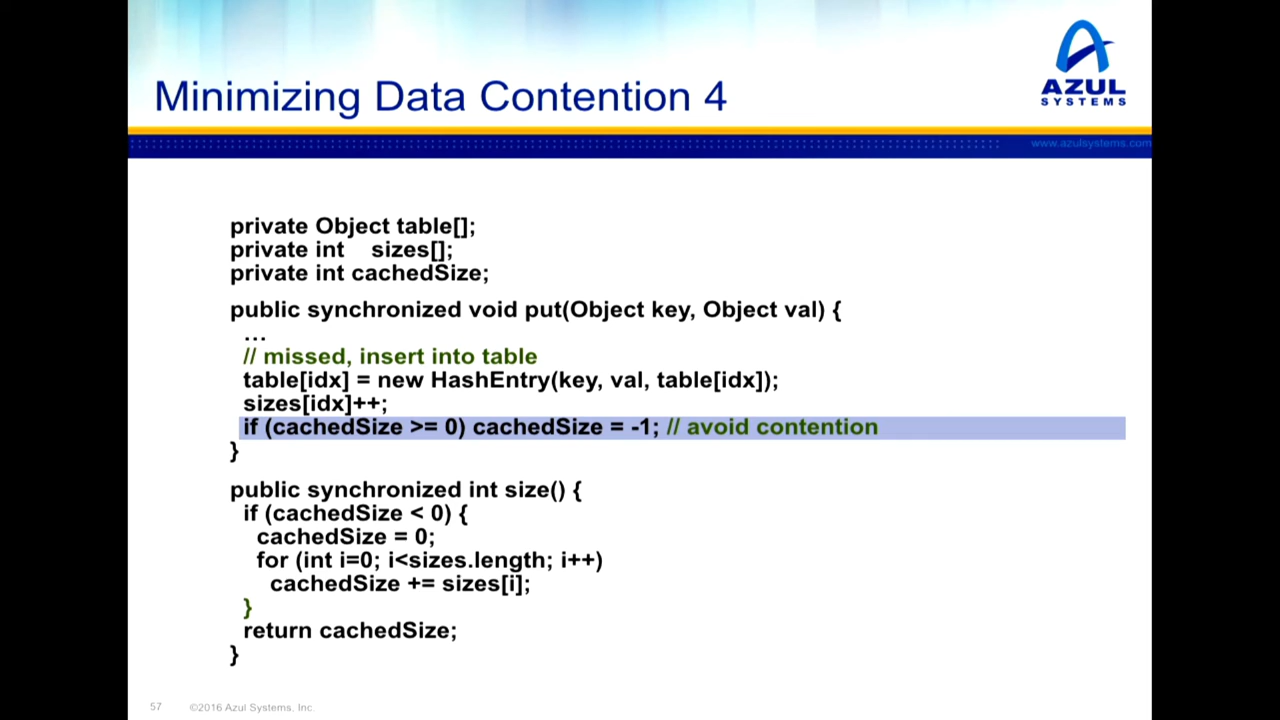 Minimizing Data Contention 4
AZUL
SYSTEMS
www.azulsystems.com
private Object table[];
private int    sizes[];
private int cachedSize;
public synchronized void put(Object key, Object val) {
  …
  // missed, insert into table
  table[idx] = new HashEntry(key, val, table[idx]);
  sizes[idx]++;
  if (cachedSize >= 0) cachedSize = -1; // avoid contention
}
public synchronized int size() {
  if (cachedSize < 0) {
    cachedSize = 0;
    for (int i=0; i<sizes.length; i++)
      cachedSize += sizes[i];
  }
  return cachedSize;
}
57 ©2016 Azul Systems, Inc.